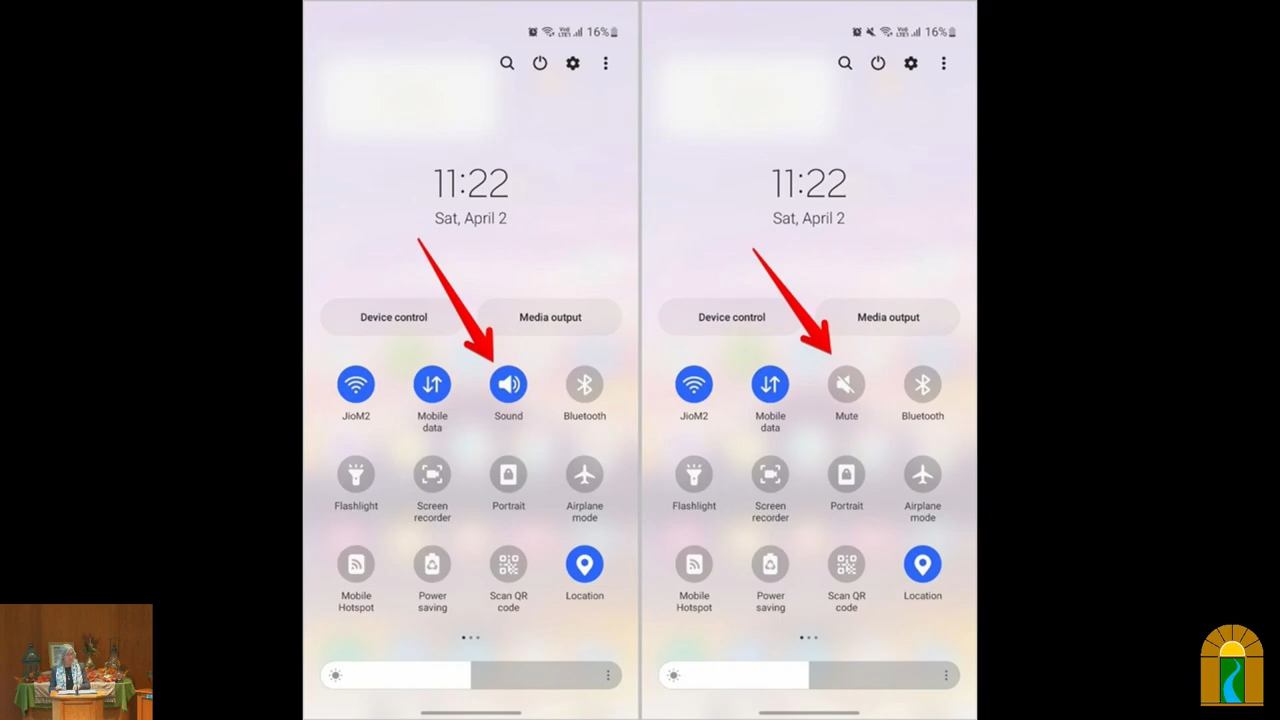 16%
11:22
Sat, April 2
Device control
Media output
JioM2
Mobile
data
Sound
Bluetooth
Flashlight
Screen
recorder
Portrait
Airplane
mode
Mobile
Hotspot
Power
saving
Scan QR
code
Location
16%
11:22
Sat, April 2
Device control
Media output
JioM2
Mobile
data
Mute
Bluetooth
Flashlight
Screen
recorder
Portrait
Airplane
mode
Mobile
Hotspot
Power
saving
Scan QR
code
Location